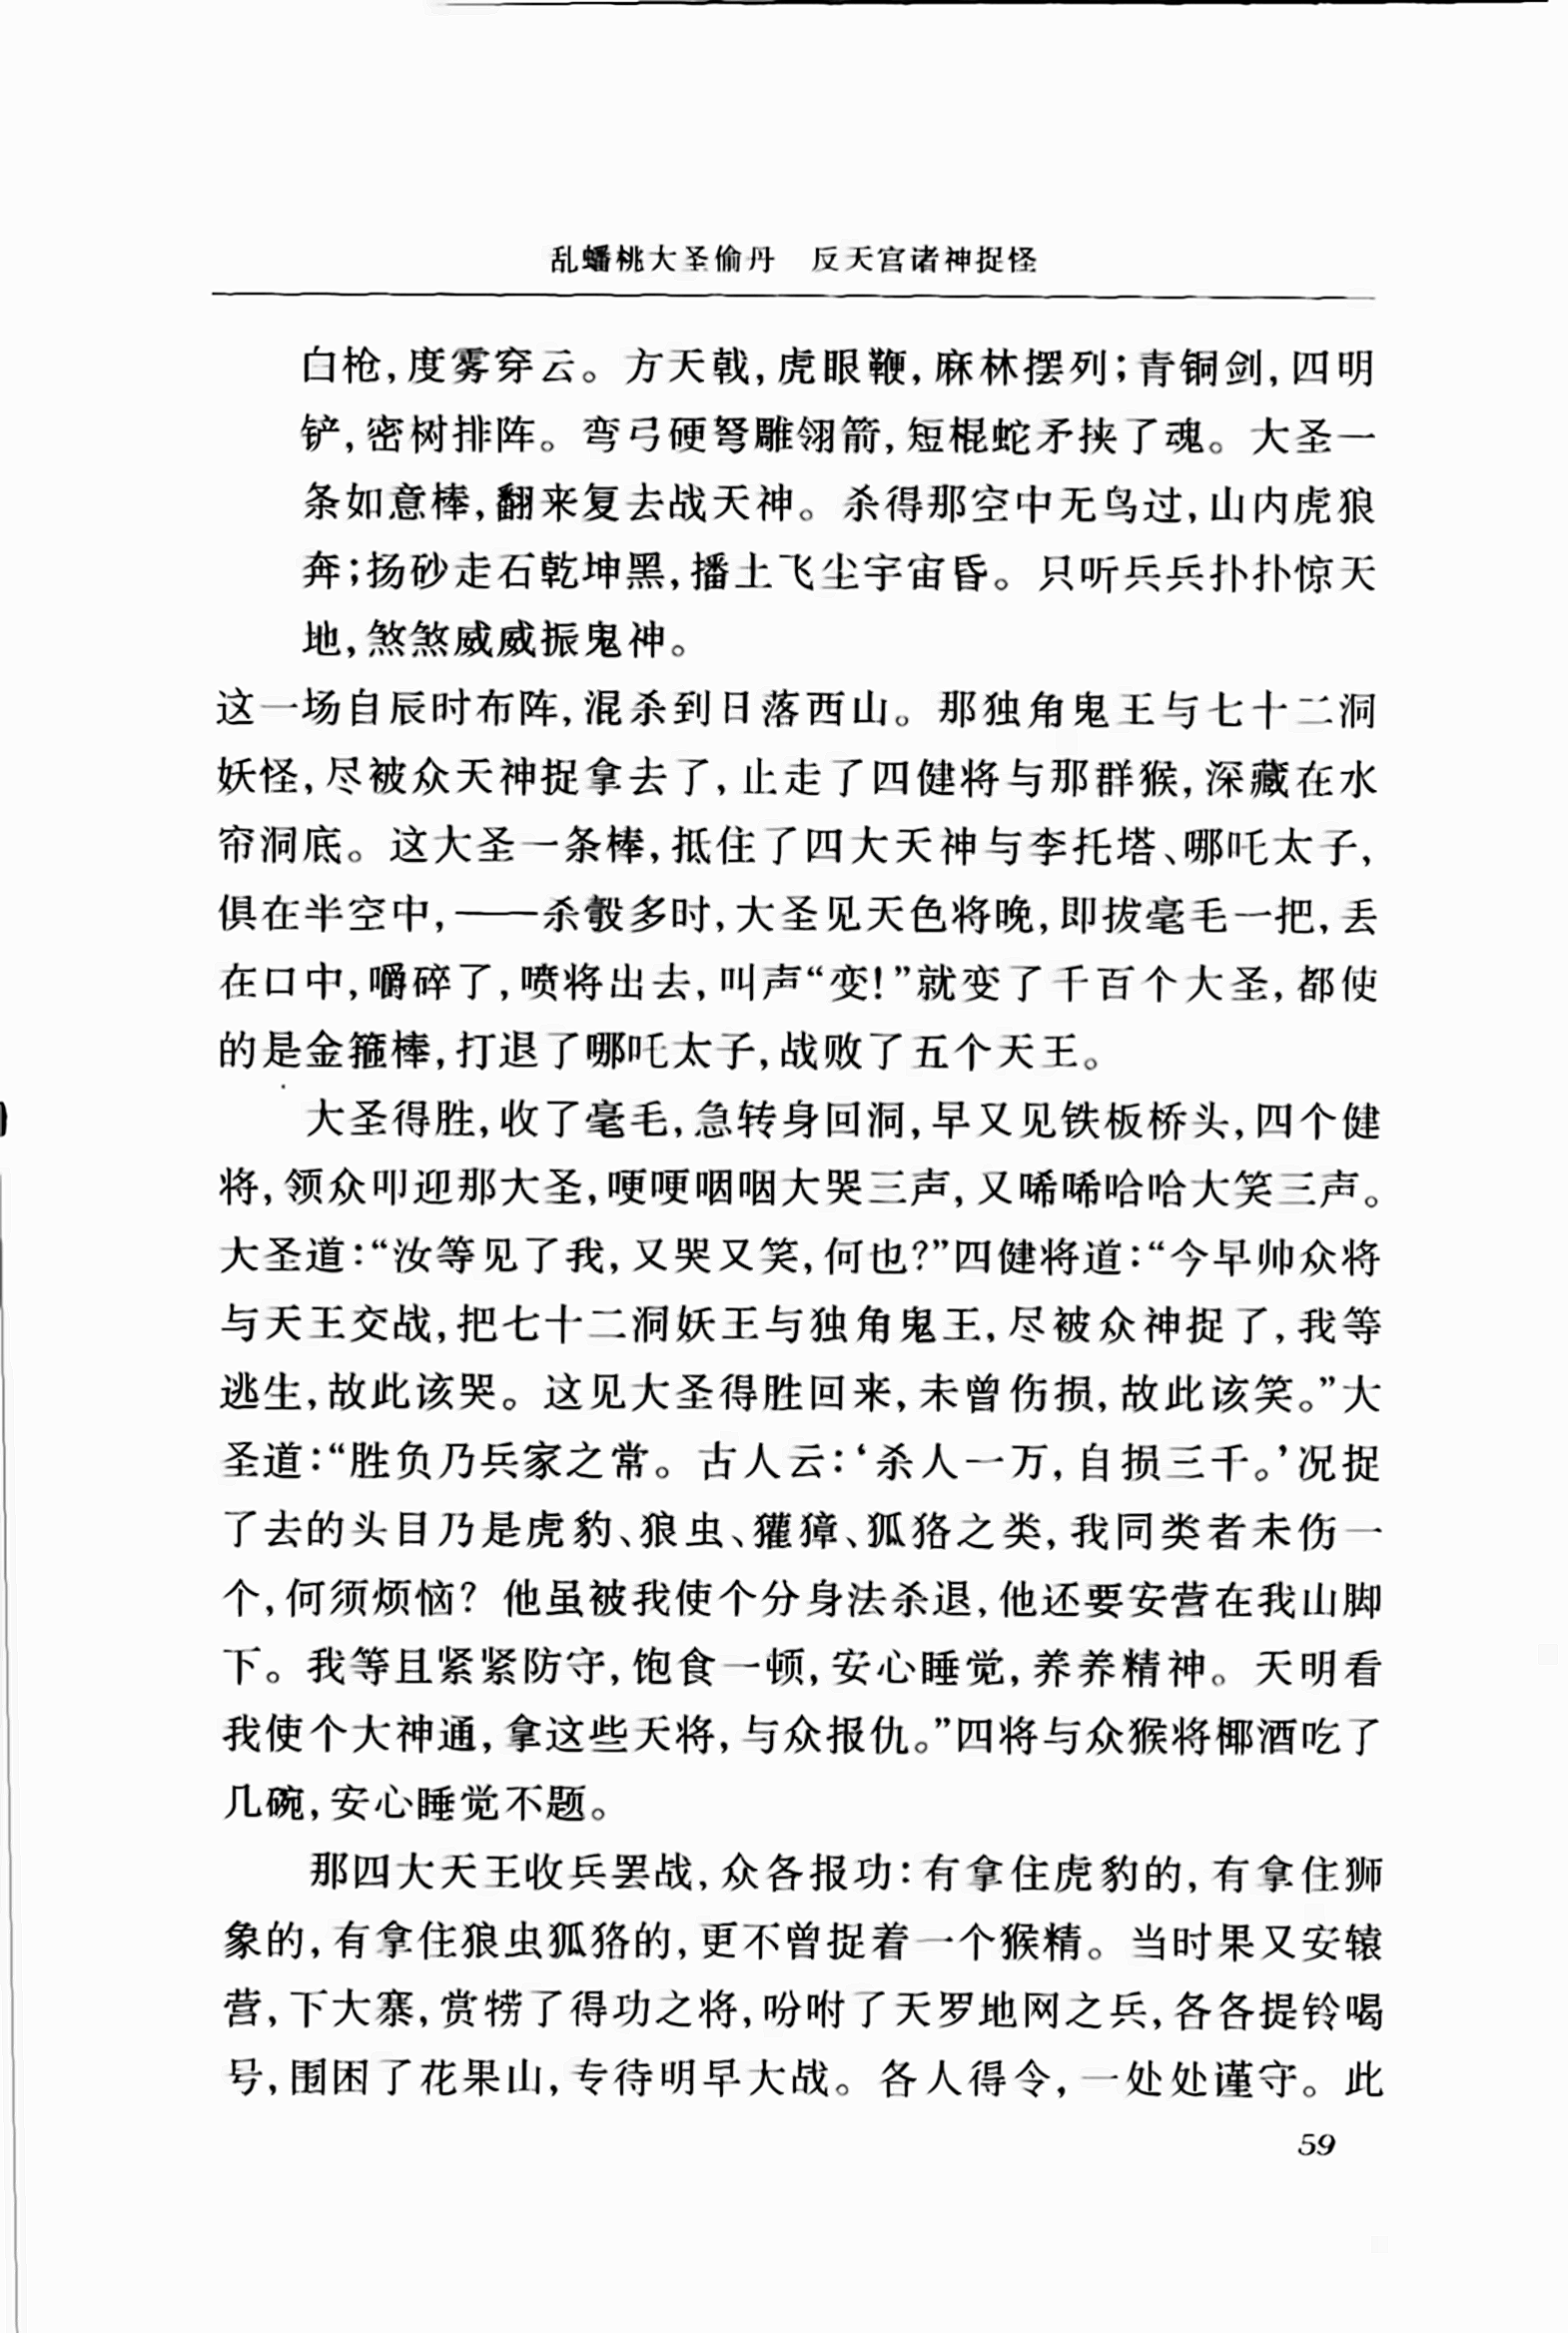 乱蟠桃大圣偷丹　反天宫诸神捉怪
白枪,度雾穿云。方天戟,虎眼鞭,麻林摆列;青铜剑,四明
铲,密树排阵。弯弓硬弩雕翎箭,短棍蛇矛挟了魂。大圣一
条如意棒,翻来复去战天神。杀得那空中无鸟过,山内虎狼
奔;扬砂走石乾坤黑,播土飞尘宇宙昏。只听兵兵扑扑惊天
地,煞煞威威振鬼神。
这一场自辰时布阵,混杀到日落西山。那独角鬼王与七十二洞
妖怪,尽被众天神捉拿去了,止走了四健将与那群猴,深藏在水
帘洞底。这大圣一条棒,抵住了四大天神与李托塔、哪吒太子,
俱在半空中,——杀彀多时,大圣见天色将晚,即拔毫毛一把,丢
在口中,嚼碎了,喷将出去,叫声“变!”就变了千百个大圣,都使
的是金箍棒,打退了哪吒太子,战败了五个天王。
大圣得胜,收了毫毛,急转身回洞,早又见铁板桥头,四个健
将,领众叩迎那大圣,哽哽咽咽大哭三声,又唏唏哈哈大笑三声。
大圣道:“汝等见了我,又哭又笑,何也?”四健将道:“今早帅众将
与天王交战,把七十二洞妖王与独角鬼王,尽被众神捉了,我等
逃生,故此该哭。这见大圣得胜回来,未曾伤损,故此该笑。”大
圣道:“胜负乃兵家之常。古人云:‘杀人一万,自损三千。’况捉
了去的头目乃是虎豹、狼虫、獾獐、狐狢之类,我同类者未伤一
个,何须烦恼? 他虽被我使个分身法杀退,他还要安营在我山脚
下。我等且紧紧防守,饱食一顿,安心睡觉,养养精神。天明看
我使个大神通,拿这些天将,与众报仇。”四将与众猴将椰酒吃了
几碗,安心睡觉不题。
那四大天王收兵罢战,众各报功:有拿住虎豹的,有拿住狮
象的,有拿住狼虫狐狢的,更不曾捉着一个猴精。当时果又安辕
营,下大寨,赏犒了得功之将,吩咐了天罗地网之兵,各各提铃喝
号,围困了花果山,专待明早大战。各人得令,一处处谨守。此
59